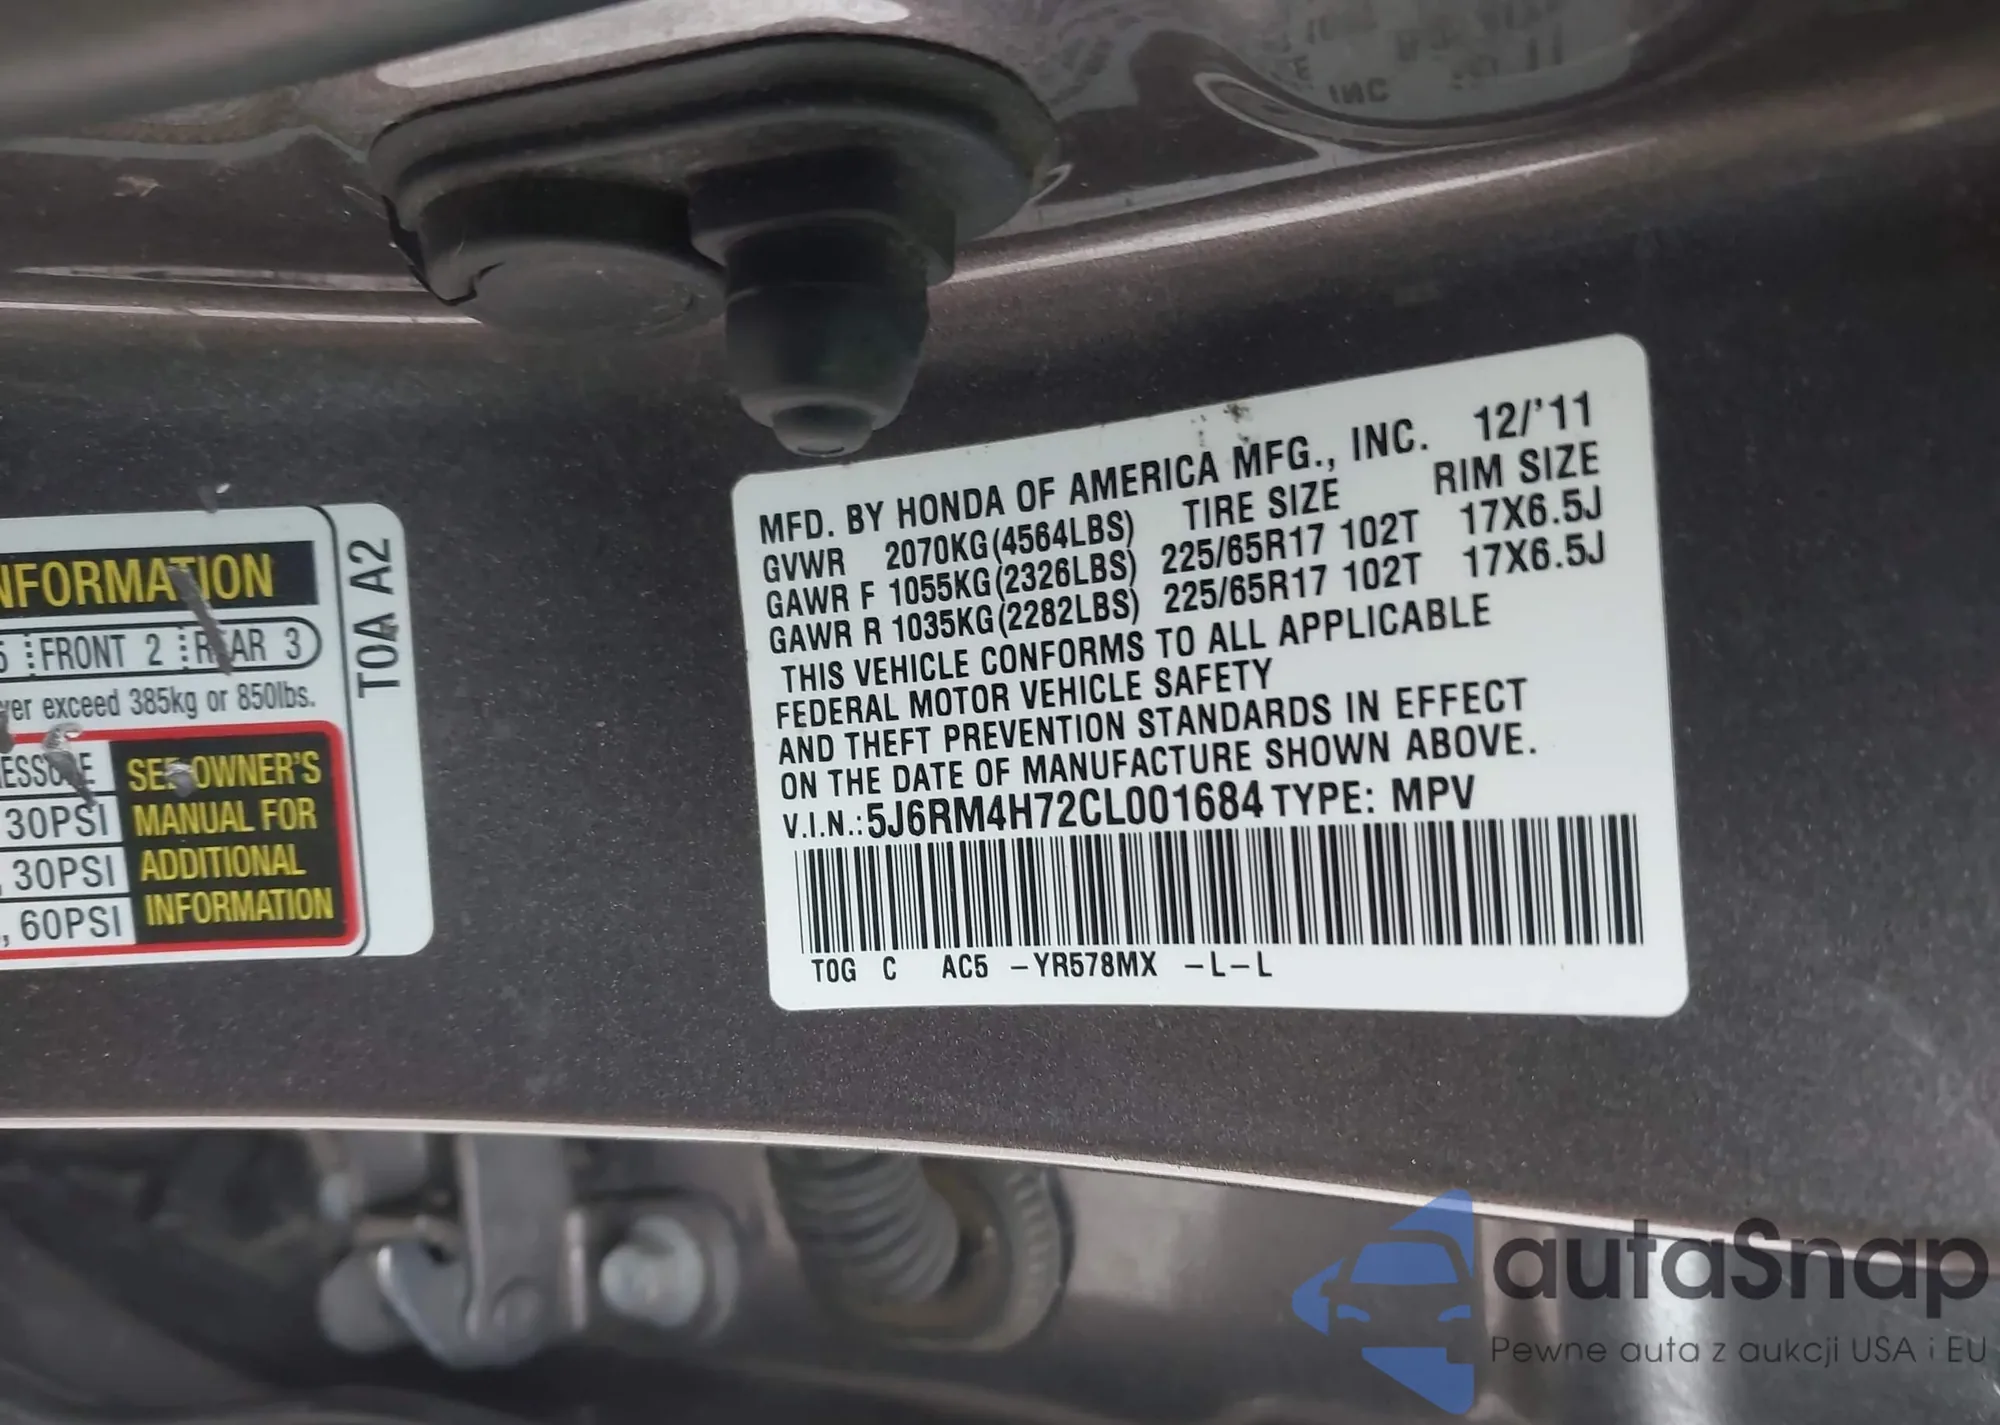 NFORMATION
5 FRONT 2 REAR 3
ver exceed 385kg or 850lbs.
ESSURE
30PSI
, 30PSI
, 60PSI
SEE OWNER'S
MANUAL FOR
ADDITIONAL
INFORMATION
T0A A2
MFD. BY HONDA OF AMERICA MFG., INC. 12/'11
GVWR 2070KG(4564LBS) TIRE SIZE RIM SIZE
GAWR F 1055KG(2326LBS) 225/65R17 102T 17X6.5J
GAWR R 1035KG(2282LBS) 225/65R17 102T 17X6.5J
THIS VEHICLE CONFORMS TO ALL APPLICABLE
FEDERAL MOTOR VEHICLE SAFETY
AND THEFT PREVENTION STANDARDS IN EFFECT
ON THE DATE OF MANUFACTURE SHOWN ABOVE.
V.I.N.: 5J6RM4H72CL001684 TYPE: MPV
T0G C AC5 -YR578MX -L-L
autaSnap
Pewne auta z aukcji USA i EU